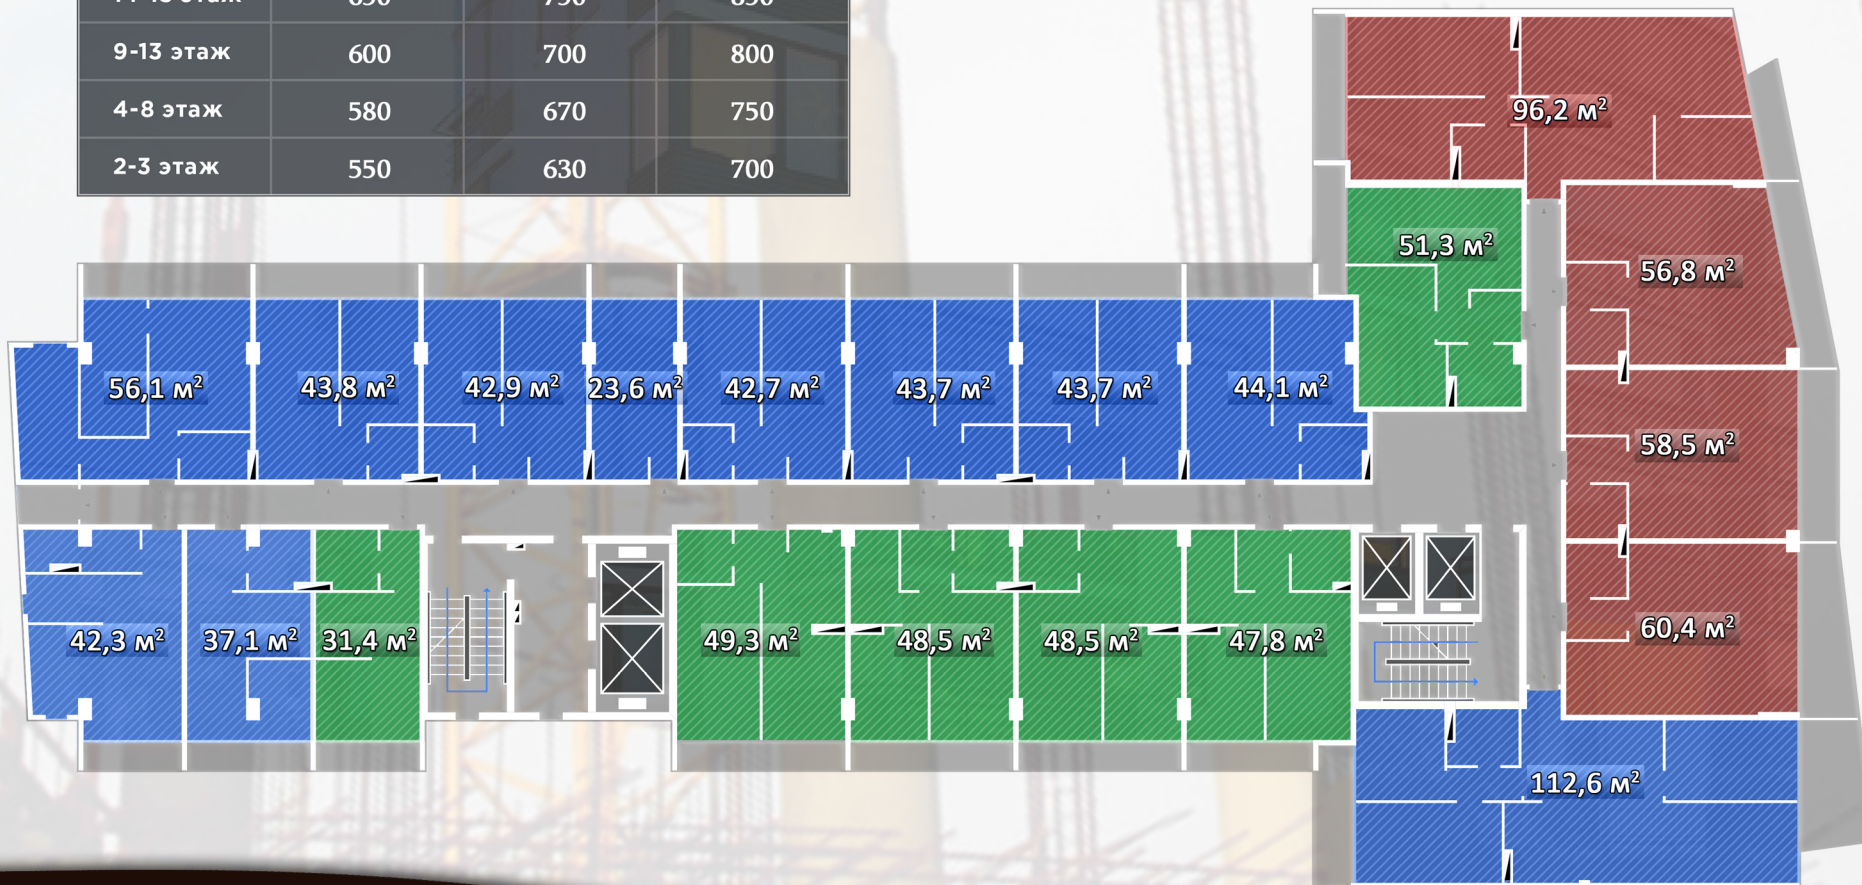 9-13 этаж 600 700 800
4-8 этаж 580 670 750
2-3 этаж 550 630 700
96,2 м²
51,3 м²
56,8 м²
56,1 м² 43,8 м² 42,9 м² 23,6 м² 42,7 м² 43,7 м² 43,7 м² 44,1 м²
58,5 м²
42,3 м² 37,1 м² 31,4 м² 49,3 м² 48,5 м² 48,5 м² 47,8 м² 60,4 м²
112,6 м²